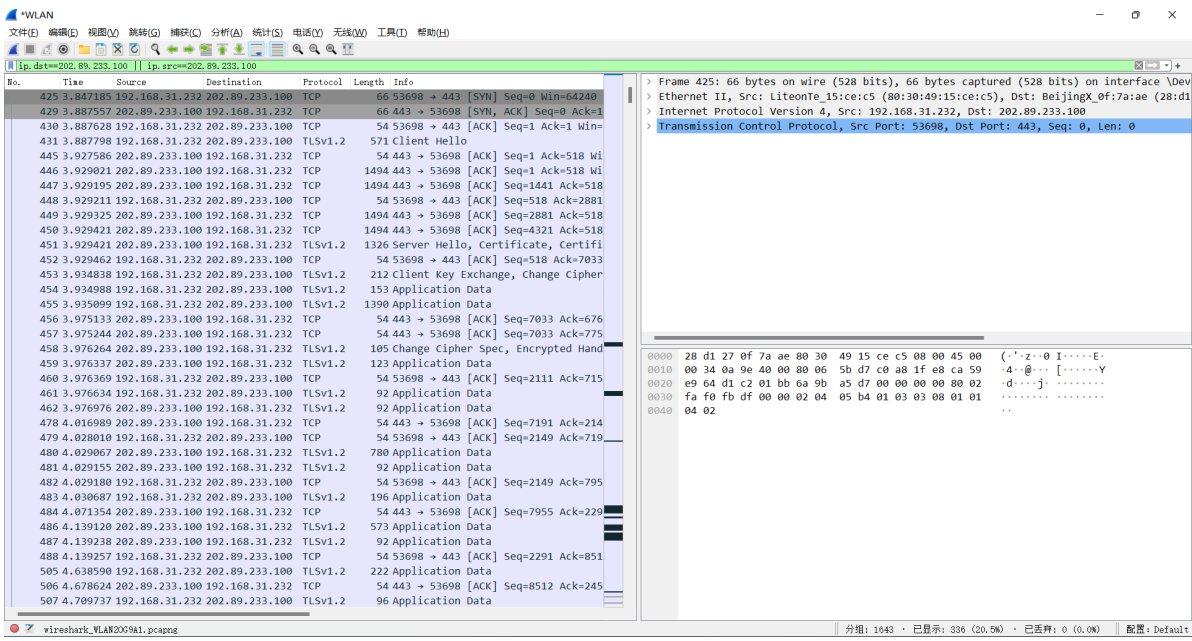 *WLAN
文件(F) 编辑(E) 视图(V) 跳转(G) 捕获(C) 分析(A) 统计(S) 电话(Y) 无线(W) 工具(T) 帮助(H)
ip.dst==202.89.233.100 || ip.src==202.89.233.100
No. Time Source Destination Protocol Length Info
425 3.847185 192.168.31.232 202.89.233.100 TCP 66 53698 → 443 [SYN] Seq=0 Win=64240
429 3.887557 202.89.233.100 192.168.31.232 TCP 66 443 → 53698 [SYN, ACK] Seq=0 Ack=1
430 3.887628 192.168.31.232 202.89.233.100 TCP 54 53698 → 443 [ACK] Seq=1 Ack=1 Win=
431 3.887798 192.168.31.232 202.89.233.100 TLSv1.2 571 Client Hello
445 3.927586 202.89.233.100 192.168.31.232 TCP 54 443 → 53698 [ACK] Seq=1 Ack=518 Wi
446 3.929021 202.89.233.100 192.168.31.232 TCP 1494 443 → 53698 [ACK] Seq=1 Ack=518 Wi
447 3.929195 202.89.233.100 192.168.31.232 TCP 1494 443 → 53698 [ACK] Seq=1441 Ack=518
448 3.929211 192.168.31.232 202.89.233.100 TCP 54 53698 → 443 [ACK] Seq=518 Ack=2881
449 3.929325 202.89.233.100 192.168.31.232 TCP 1494 443 → 53698 [ACK] Seq=2881 Ack=518
450 3.929421 202.89.233.100 192.168.31.232 TCP 1494 443 → 53698 [ACK] Seq=4321 Ack=518
451 3.929421 202.89.233.100 192.168.31.232 TLSv1.2 1326 Server Hello, Certificate, Certifi
452 3.929462 192.168.31.232 202.89.233.100 TCP 54 53698 → 443 [ACK] Seq=518 Ack=7033
453 3.934838 192.168.31.232 202.89.233.100 TLSv1.2 212 Client Key Exchange, Change Cipher
454 3.934988 192.168.31.232 202.89.233.100 TLSv1.2 153 Application Data
455 3.935099 192.168.31.232 202.89.233.100 TLSv1.2 1390 Application Data
456 3.975133 202.89.233.100 192.168.31.232 TCP 54 443 → 53698 [ACK] Seq=7033 Ack=676
457 3.975244 202.89.233.100 192.168.31.232 TCP 54 443 → 53698 [ACK] Seq=7033 Ack=775
458 3.976264 202.89.233.100 192.168.31.232 TLSv1.2 105 Change Cipher Spec, Encrypted Hand
459 3.976337 202.89.233.100 192.168.31.232 TLSv1.2 123 Application Data
460 3.976369 192.168.31.232 202.89.233.100 TCP 54 53698 → 443 [ACK] Seq=2111 Ack=715
461 3.976634 192.168.31.232 202.89.233.100 TLSv1.2 92 Application Data
462 3.976976 202.89.233.100 192.168.31.232 TLSv1.2 92 Application Data
478 4.016989 202.89.233.100 192.168.31.232 TCP 54 443 → 53698 [ACK] Seq=7191 Ack=214
479 4.028010 192.168.31.232 202.89.233.100 TCP 54 53698 → 443 [ACK] Seq=2149 Ack=719
480 4.029067 202.89.233.100 192.168.31.232 TLSv1.2 780 Application Data
481 4.029155 202.89.233.100 192.168.31.232 TLSv1.2 92 Application Data
482 4.029180 192.168.31.232 202.89.233.100 TCP 54 53698 → 443 [ACK] Seq=2149 Ack=795
483 4.030687 192.168.31.232 202.89.233.100 TLSv1.2 196 Application Data
484 4.071354 202.89.233.100 192.168.31.232 TCP 54 443 → 53698 [ACK] Seq=7955 Ack=229
486 4.139120 202.89.233.100 192.168.31.232 TLSv1.2 573 Application Data
487 4.139238 202.89.233.100 192.168.31.232 TLSv1.2 92 Application Data
488 4.139257 192.168.31.232 202.89.233.100 TCP 54 53698 → 443 [ACK] Seq=2291 Ack=851
505 4.638590 192.168.31.232 202.89.233.100 TLSv1.2 222 Application Data
506 4.678624 202.89.233.100 192.168.31.232 TCP 54 443 → 53698 [ACK] Seq=8512 Ack=245
507 4.709737 192.168.31.232 202.89.233.100 TLSv1.2 96 Application Data
Frame 425: 66 bytes on wire (528 bits), 66 bytes captured (528 bits) on interface \Dev
Ethernet II, Src: LiteonTe_15:ce:c5 (80:30:49:15:ce:c5), Dst: BeijingX_0f:7a:ae (28:d1
Internet Protocol Version 4, Src: 192.168.31.232, Dst: 202.89.233.100
Transmission Control Protocol, Src Port: 53698, Dst Port: 443, Seq: 0, Len: 0
0000 28 d1 27 0f 7a ae 80 30 49 15 ce c5 08 00 45 00 (·'·z··0 I·····E·
0010 00 34 0a 9e 40 00 80 06 5b d7 c0 a8 1f e8 ca 59 ·4··@··· [······Y
0020 e9 64 d1 c2 01 bb 6a 9b a5 d7 00 00 00 00 80 02 ·d····j· ········
0030 fa f0 fb df 00 00 02 04 05 b4 01 03 03 08 01 01 ········ ········
0040 04 02 ··
wireshark_WLAN20G9A1.pcapng 分组: 1643 · 已显示: 336 (20.5%) · 已丢弃: 0 (0.0%) 配置: Default